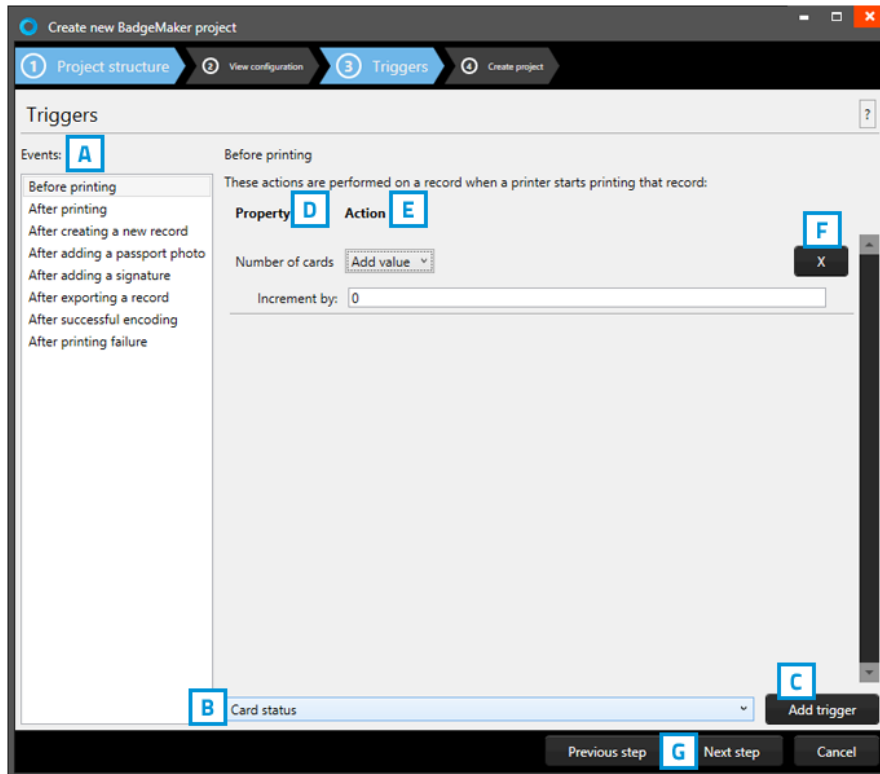 Create new BadgeMaker project
1 Project structure 2 View configuration 3 Triggers 4 Create project
Triggers ?
Events: A
Before printing
After printing
After creating a new record
After adding a passport photo
After adding a signature
After exporting a record
After successful encoding
After printing failure
Before printing
These actions are performed on a record when a printer starts printing that record:
Property D Action E
F
Number of cards Add value X
Increment by: 0
C
B Card status Add trigger
Previous step G Next step Cancel